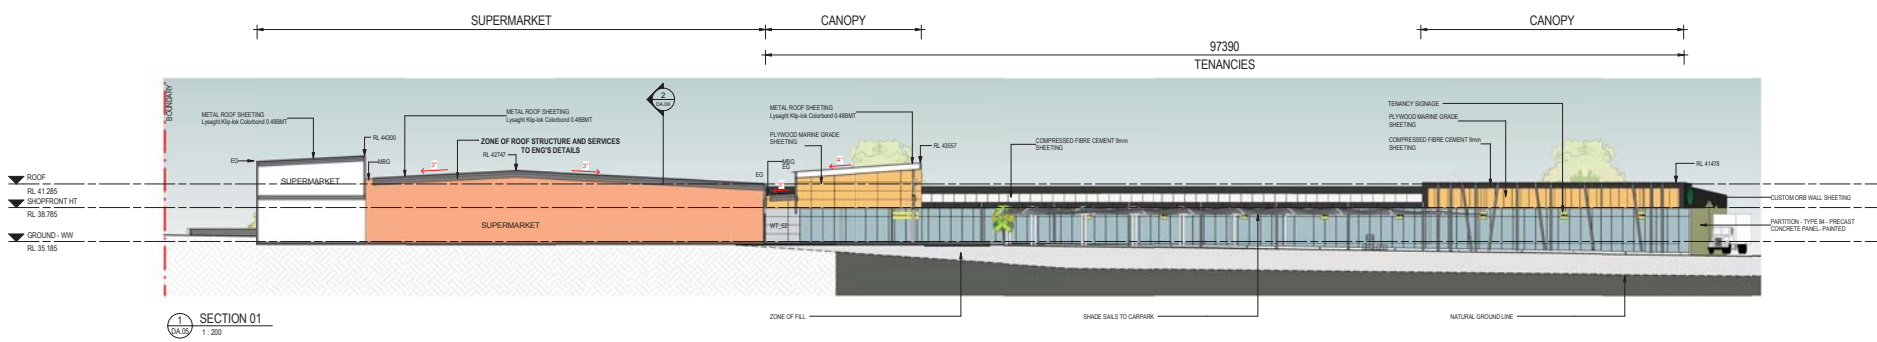 SUPERMARKET
CANOPY
CANOPY
97390
TENANCIES
BOUNDARY
METAL ROOF SHEETING
Lysaght Klip-lok Colorbond 0.48BMT
RL 44300
METAL ROOF SHEETING
Lysaght Klip-lok Colorbond 0.48BMT
2
DA.06
METAL ROOF SHEETING
Lysaght Klip-lok Colorbond 0.48BMT
PLYWOOD MARINE GRADE
SHEETING
RL 43557
COMPRESSED FIBRE CEMENT 9mm
SHEETING
TENANCY SIGNAGE
PLYWOOD MARINE GRADE
SHEETING
COMPRESSED FIBRE CEMENT 9mm
SHEETING
RL 41478
ZONE OF ROOF STRUCTURE AND SERVICES
TO ENG'S DETAILS
RL 42747
EG
MBG
3°
3°
EG
MBG
EG
4°
3°
ROOF
RL 41.285
SHOPFRONT HT
RL 38.785
GROUND - WW
RL 35.185
SUPERMARKET
SUPERMARKET
WT_52
CUSTOM ORB WALL SHEETING
PARTITION - TYPE 84 - PRECAST
CONCRETE PANEL- PAINTED
1
DA.05
SECTION 01
1 : 200
ZONE OF FILL
SHADE SAILS TO CARPARK
NATURAL GROUND LINE